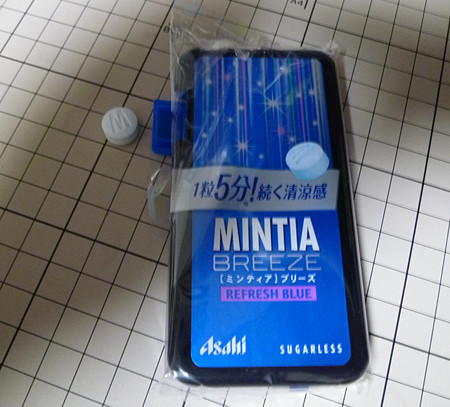 A4
M
1粒5分!続く清涼感
MINTIA
BREEZE
[ミンティア]ブリーズ
REFRESH BLUE
Asahi
SUGARLESS